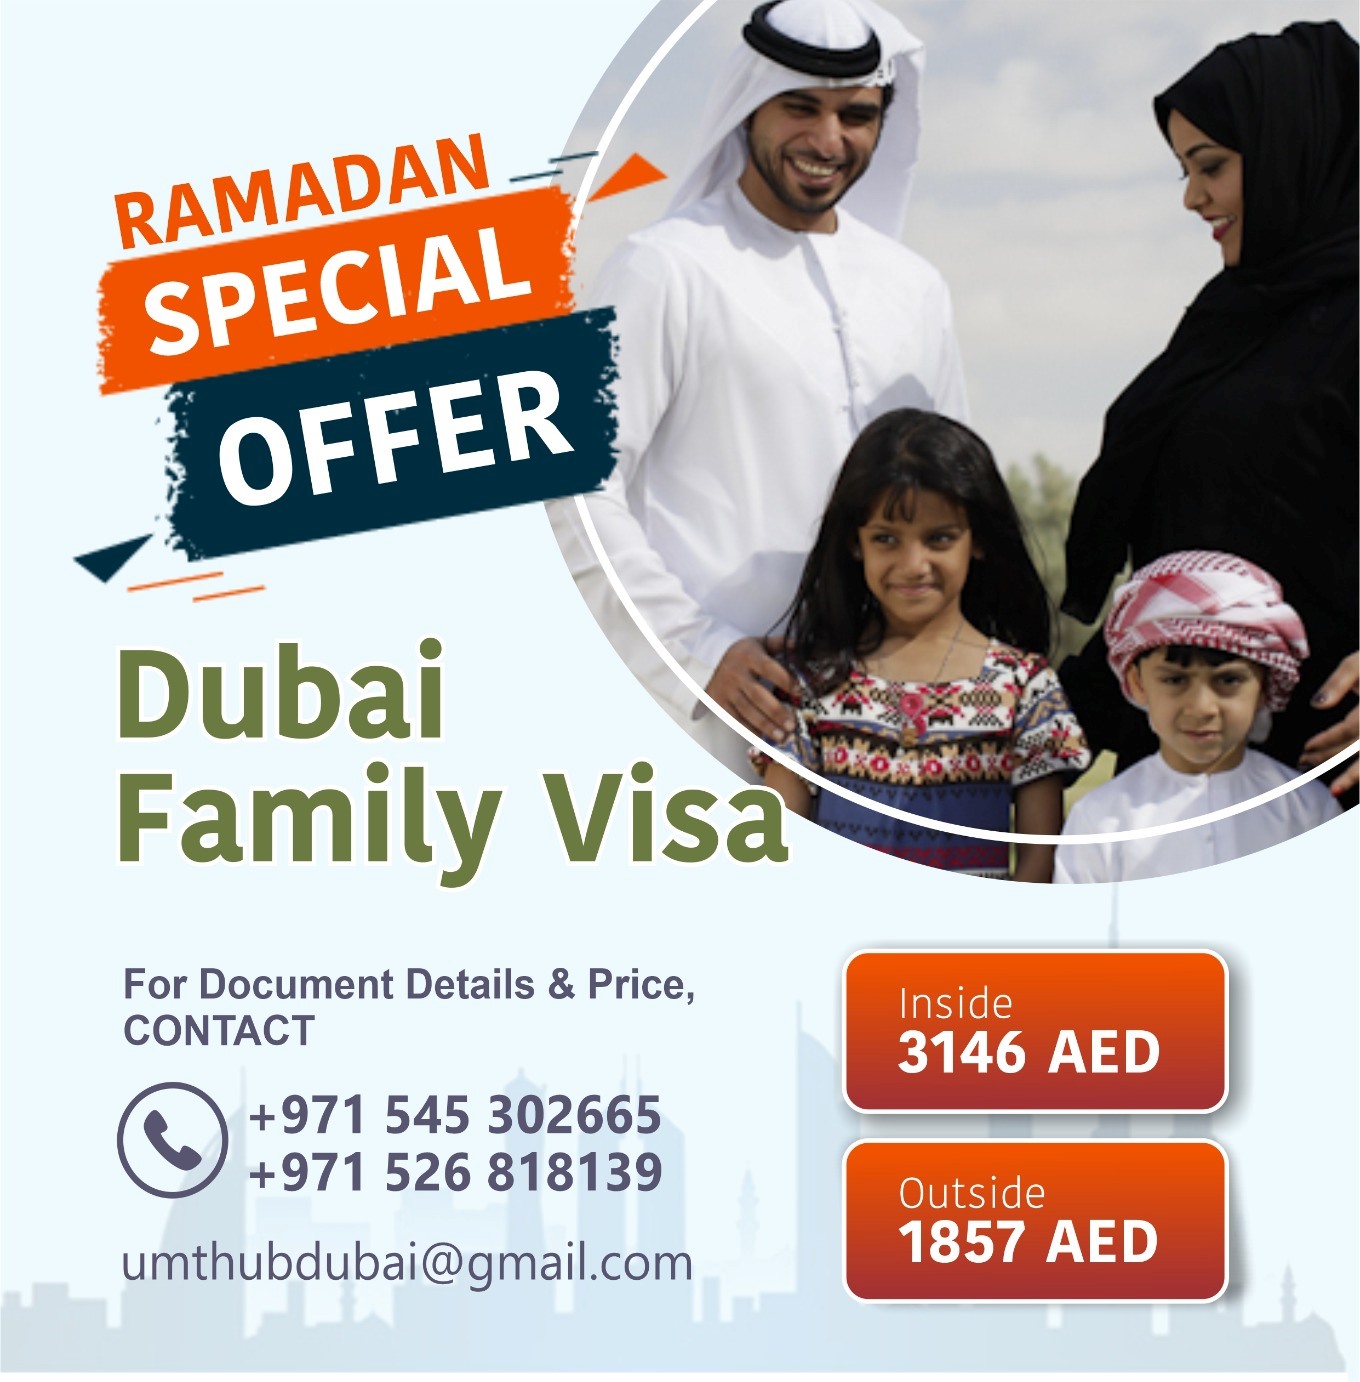 RAMADAN
SPECIAL
OFFER
Dubai
Family Visa
For Document Details & Price,
CONTACT
+971 545 302665
+971 526 818139
umthubdubai@gmail.com
Inside
3146 AED
Outside
1857 AED